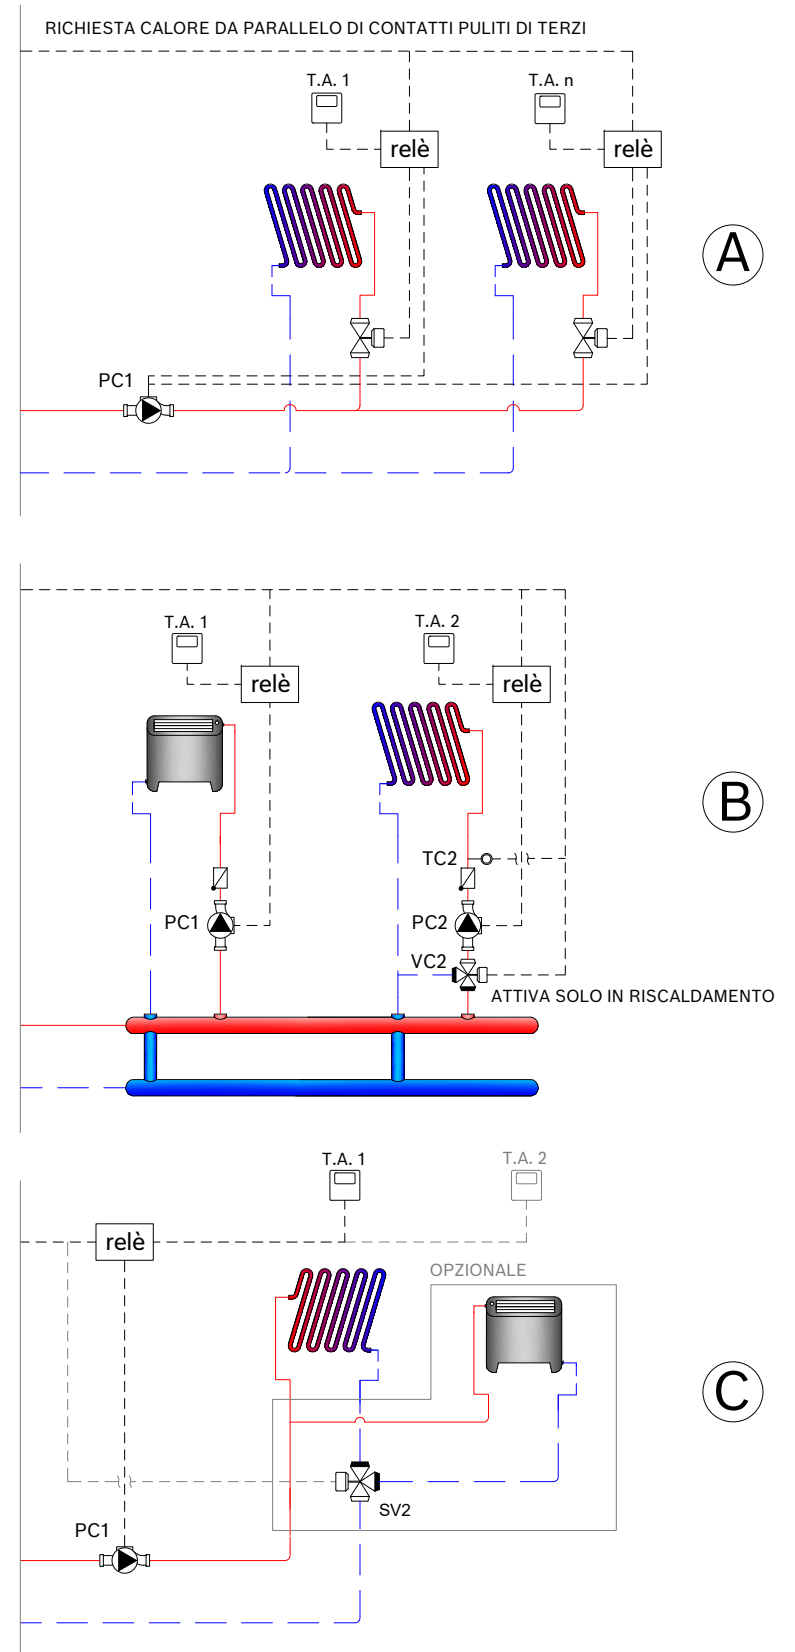 RICHIESTA CALORE DA PARALLELO DI CONTATTI PULITI DI TERZI
T.A. 1
T.A. n
relè
relè
A
PC1
T.A. 1
T.A. 2
relè
relè
B
TC2
PC1
PC2
VC2
ATTIVA SOLO IN RISCALDAMENTO
T.A. 1
T.A. 2
relè
OPZIONALE
C
SV2
PC1